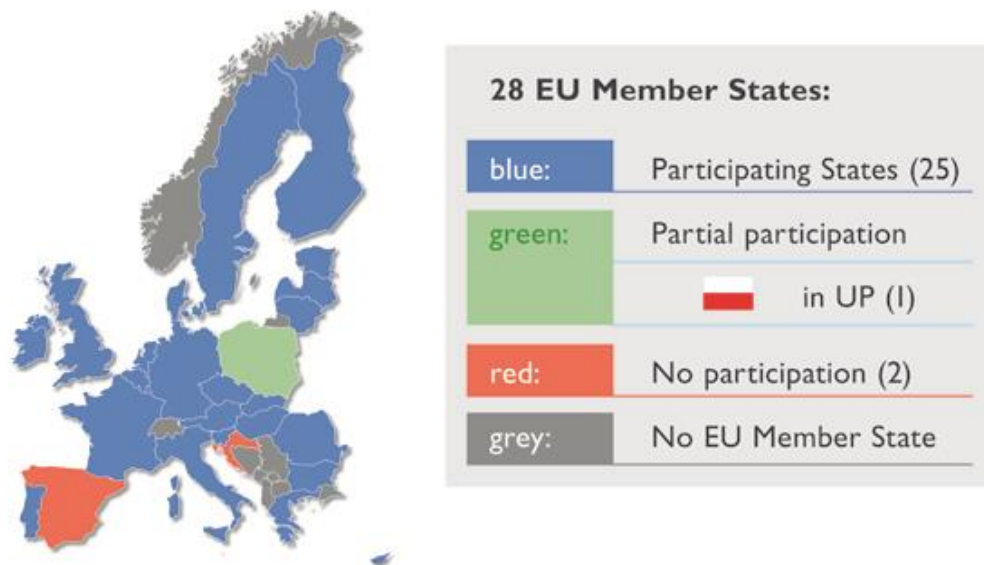 28 EU Member States:
blue: Participating States (25)
green: Partial participation
in UP (1)
red: No participation (2)
grey: No EU Member State